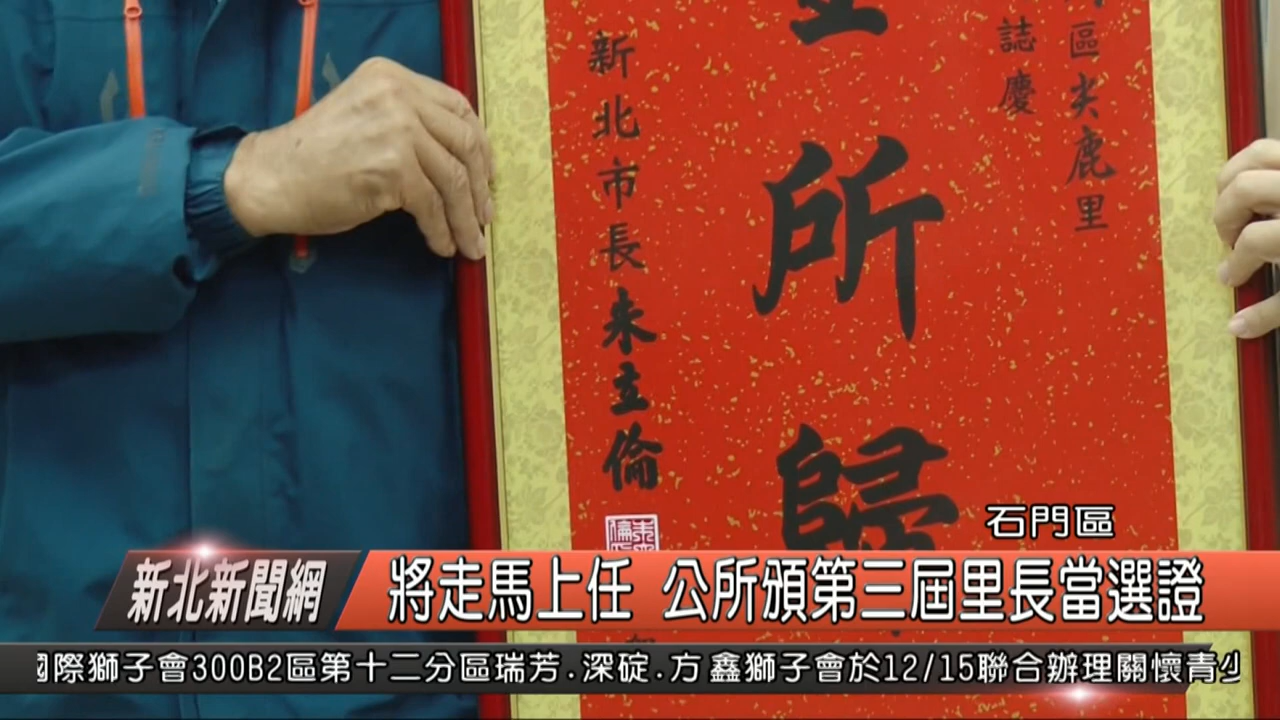 區尖鹿里
誌慶
所歸
新北市長朱立倫
石門區
新北新聞網
將走馬上任 公所頒第三屆里長當選證
國際獅子會300B2區第十二分區瑞芳.深碇.方鑫獅子會於12/15聯合辦理關懷青少